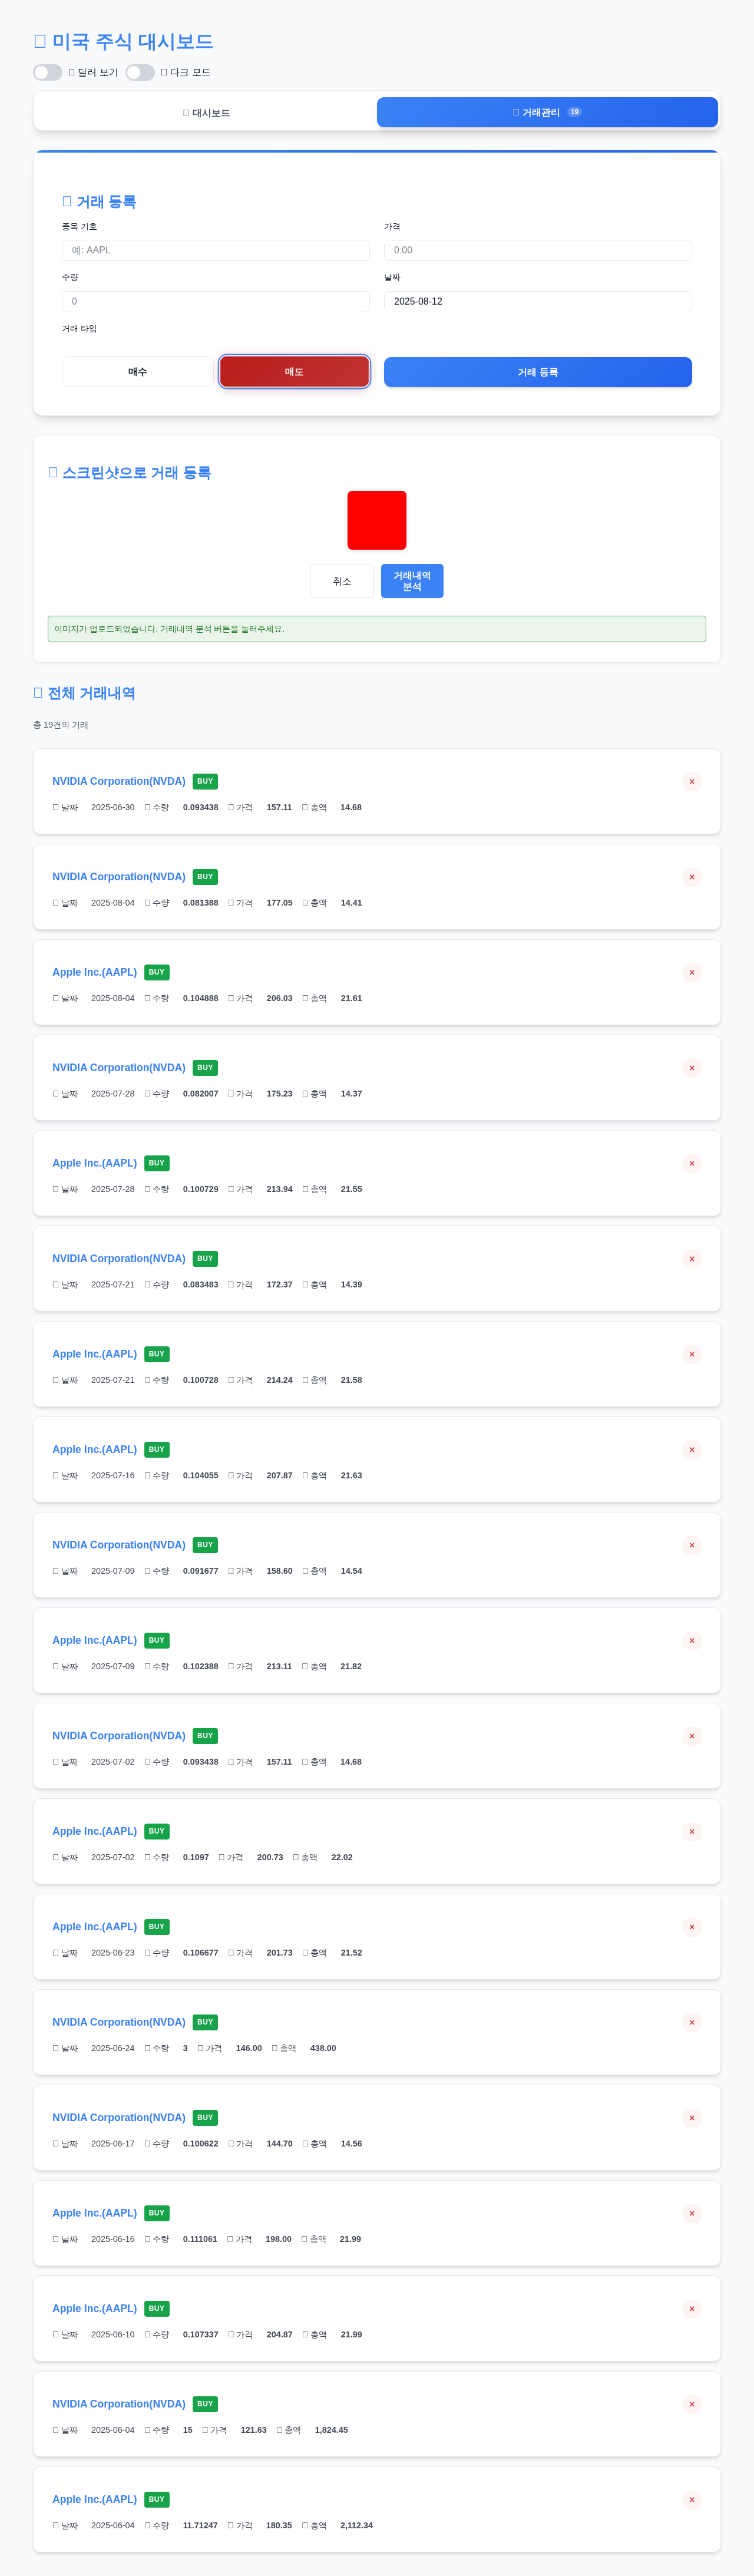 미국 주식 대시보드
달러 보기 다크 모드
대시보드 거래관리 19
거래 등록
종목 기호 가격
예: AAPL 0.00
수량 날짜
0 2025-08-12
거래 타입
매수 매도 거래 등록
스크린샷으로 거래 등록
취소 거래내역
분석
이미지가 업로드되었습니다. 거래내역 분석 버튼을 눌러주세요.
전체 거래내역
총 19건의 거래
NVIDIA Corporation(NVDA) BUY ×
날짜 2025-06-30 수량 0.093438 가격 157.11 총액 14.68
NVIDIA Corporation(NVDA) BUY ×
날짜 2025-08-04 수량 0.081388 가격 177.05 총액 14.41
Apple Inc.(AAPL) BUY ×
날짜 2025-08-04 수량 0.104888 가격 206.03 총액 21.61
NVIDIA Corporation(NVDA) BUY ×
날짜 2025-07-28 수량 0.082007 가격 175.23 총액 14.37
Apple Inc.(AAPL) BUY ×
날짜 2025-07-28 수량 0.100729 가격 213.94 총액 21.55
NVIDIA Corporation(NVDA) BUY ×
날짜 2025-07-21 수량 0.083483 가격 172.37 총액 14.39
Apple Inc.(AAPL) BUY ×
날짜 2025-07-21 수량 0.100728 가격 214.24 총액 21.58
Apple Inc.(AAPL) BUY ×
날짜 2025-07-16 수량 0.104055 가격 207.87 총액 21.63
NVIDIA Corporation(NVDA) BUY ×
날짜 2025-07-09 수량 0.091677 가격 158.60 총액 14.54
Apple Inc.(AAPL) BUY ×
날짜 2025-07-09 수량 0.102388 가격 213.11 총액 21.82
NVIDIA Corporation(NVDA) BUY ×
날짜 2025-07-02 수량 0.093438 가격 157.11 총액 14.68
Apple Inc.(AAPL) BUY ×
날짜 2025-07-02 수량 0.1097 가격 200.73 총액 22.02
Apple Inc.(AAPL) BUY ×
날짜 2025-06-23 수량 0.106677 가격 201.73 총액 21.52
NVIDIA Corporation(NVDA) BUY ×
날짜 2025-06-24 수량 3 가격 146.00 총액 438.00
NVIDIA Corporation(NVDA) BUY ×
날짜 2025-06-17 수량 0.100622 가격 144.70 총액 14.56
Apple Inc.(AAPL) BUY ×
날짜 2025-06-16 수량 0.111061 가격 198.00 총액 21.99
Apple Inc.(AAPL) BUY ×
날짜 2025-06-10 수량 0.107337 가격 204.87 총액 21.99
NVIDIA Corporation(NVDA) BUY ×
날짜 2025-06-04 수량 15 가격 121.63 총액 1,824.45
Apple Inc.(AAPL) BUY ×
날짜 2025-06-04 수량 11.71247 가격 180.35 총액 2,112.34